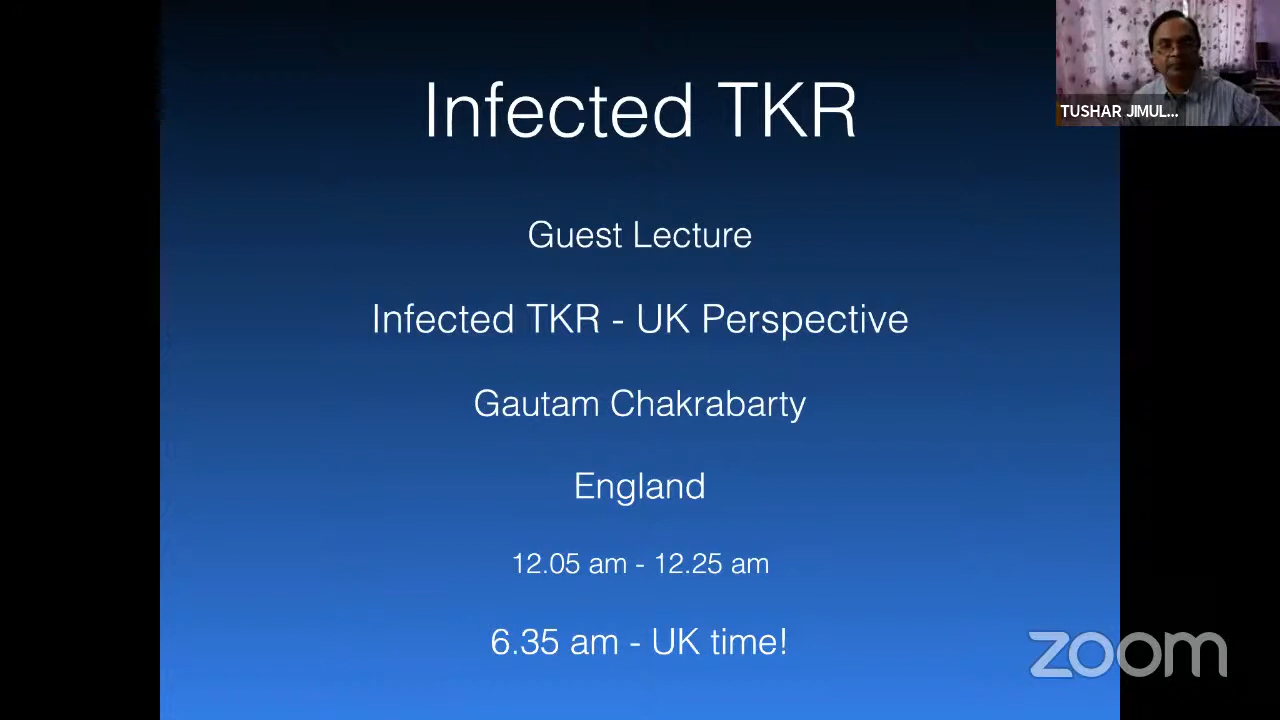 Infected TKR
TUSHAR JIMUL...
Guest Lecture
Infected TKR - UK Perspective
Gautam Chakrabarty
England
12.05 am - 12.25 am
6.35 am - UK time!
zoom